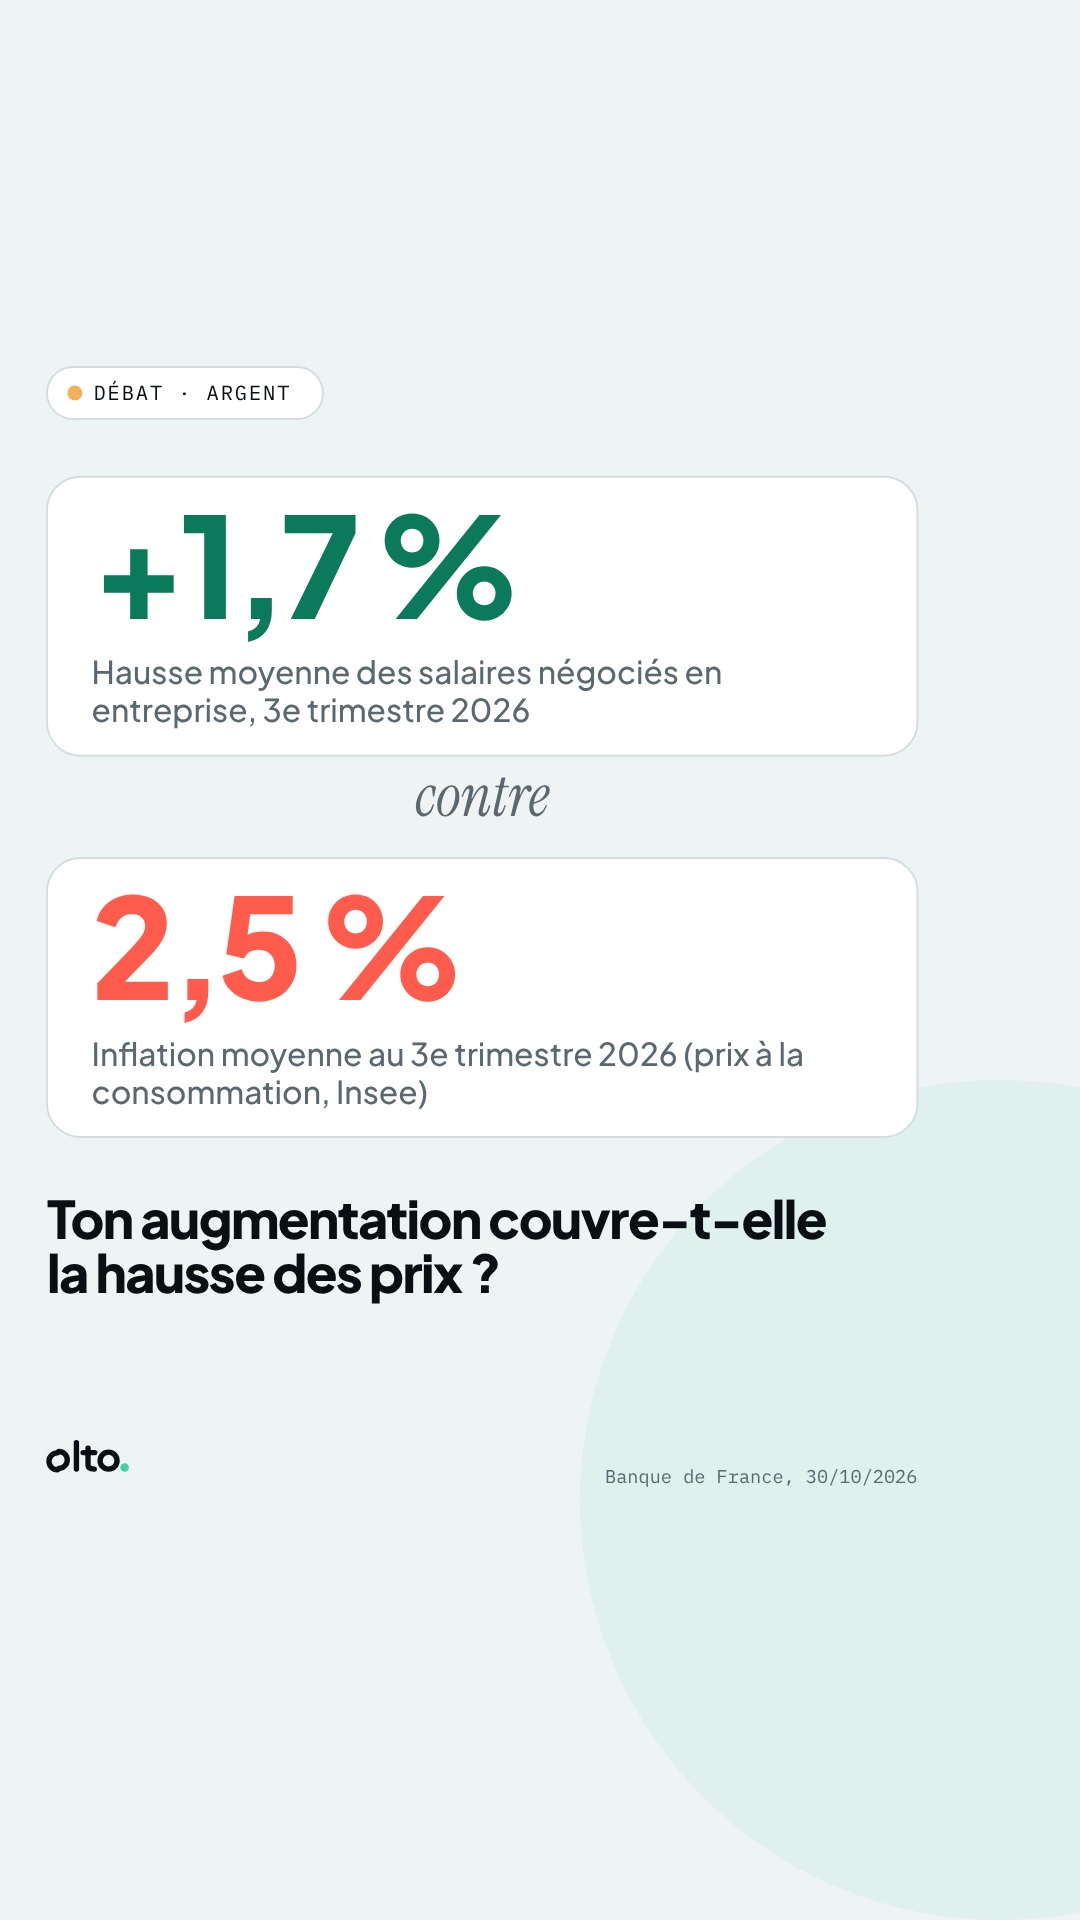 DÉBAT · ARGENT
+1,7 %
Hausse moyenne des salaires négociés en
entreprise, 3e trimestre 2026
contre
2,5 %
Inflation moyenne au 3e trimestre 2026 (prix à la
consommation, Insee)
Ton augmentation couvre-t-elle
la hausse des prix ?
olto.
Banque de France, 30/10/2026